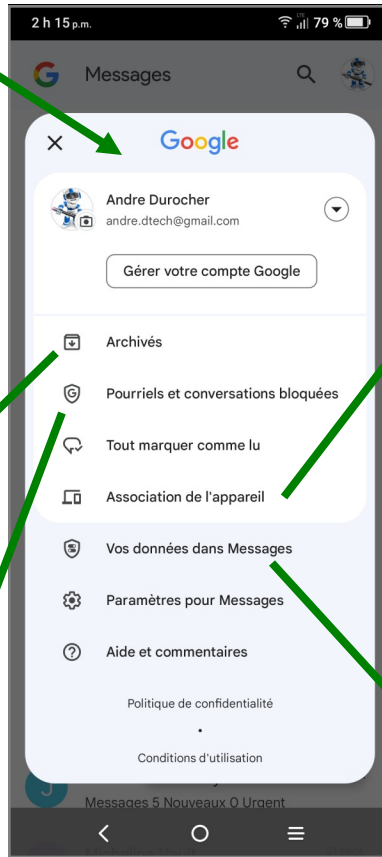 2 h 15 p.m. LTE 79 %
G Messages
Google
Andre Durocher
andre.dtech@gmail.com
Gérer votre compte Google
Archivés
G Pourriels et conversations bloquées
Tout marquer comme lu
Association de l'appareil
Vos données dans Messages
Paramètres pour Messages
? Aide et commentaires
Politique de confidentialité
•
Conditions d'utilisation
J
Messages 5 Nouveaux 0 Urgent